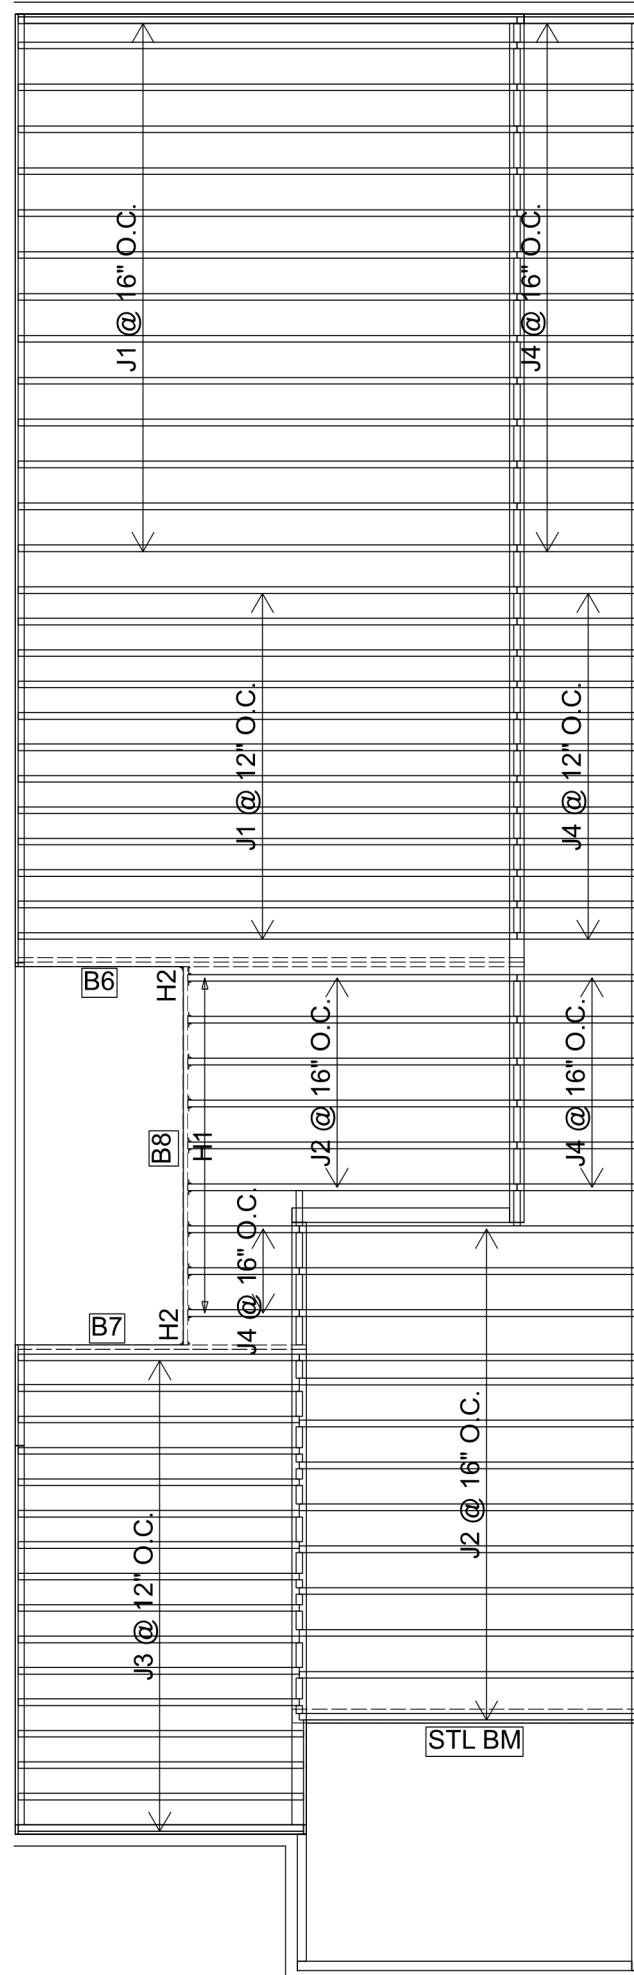 J1 @ 16" O.C.
J4 @ 16" O.C.
J1 @ 12" O.C.
J4 @ 12" O.C.
B6
H2
J2 @ 16" O.C.
J4 @ 16" O.C.
B8
H1
J4 @ 16" O.C.
B7
H2
J2 @ 16" O.C.
J3 @ 12" O.C.
STL BM